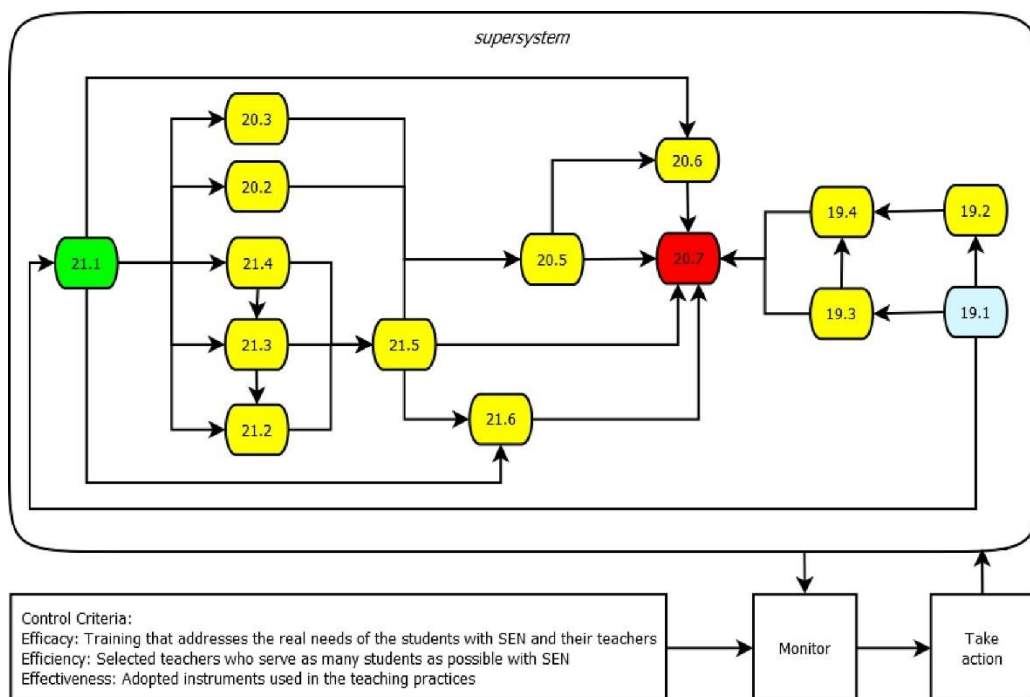 supersystem
20.3
20.2
20.6
19.4
19.2
21.1
21.4
20.5
20.7
21.3
21.5
19.3
19.1
21.2
21.6
Control Criteria:
Efficacy: Training that addresses the real needs of the students with SEN and their teachers
Efficiency: Selected teachers who serve as many students as possible with SEN
Effectiveness: Adopted instruments used in the teaching practices
Monitor
Take
action